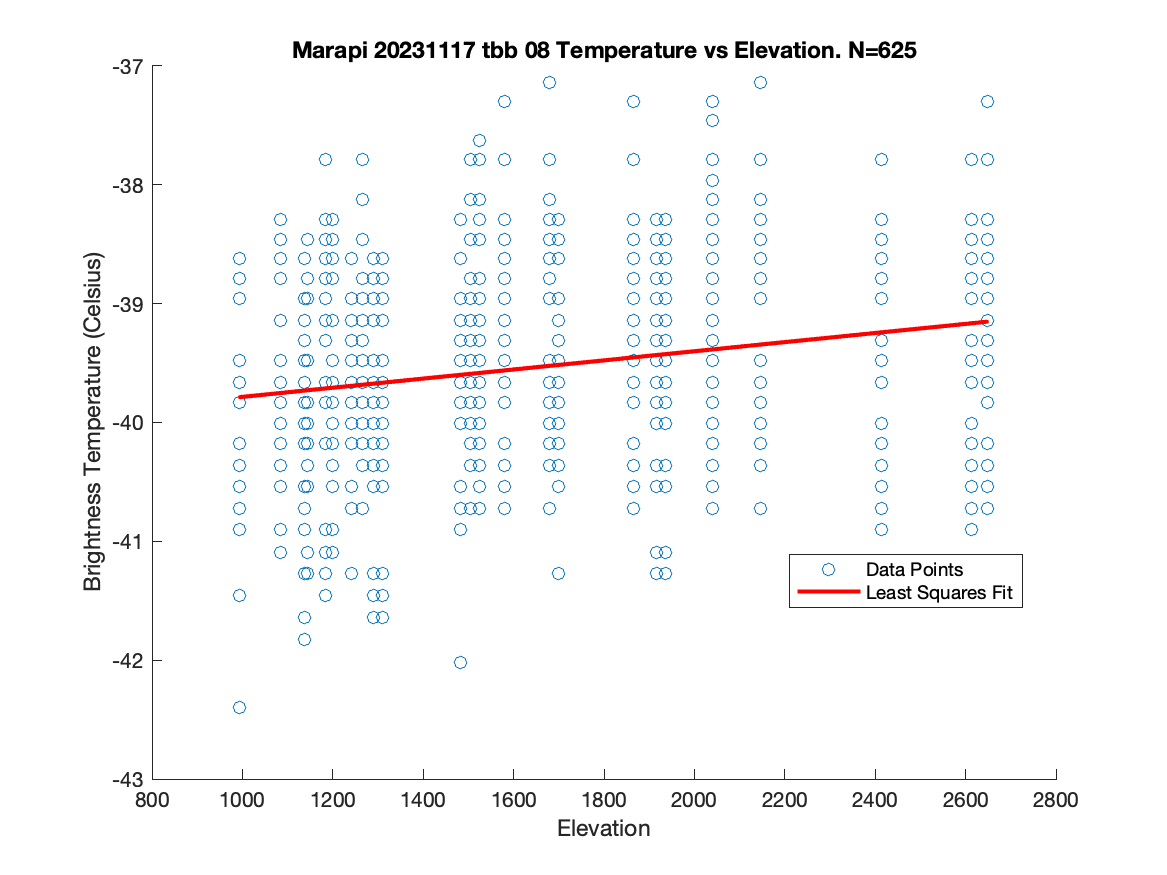 Marapi 20231117 tbb 08 Temperature vs Elevation. N=625
-37
-38
-39
-40
-41
-42
-43
Brightness Temperature (Celsius)
Data Points
Least Squares Fit
800 1000 1200 1400 1600 1800 2000 2200 2400 2600 2800
Elevation